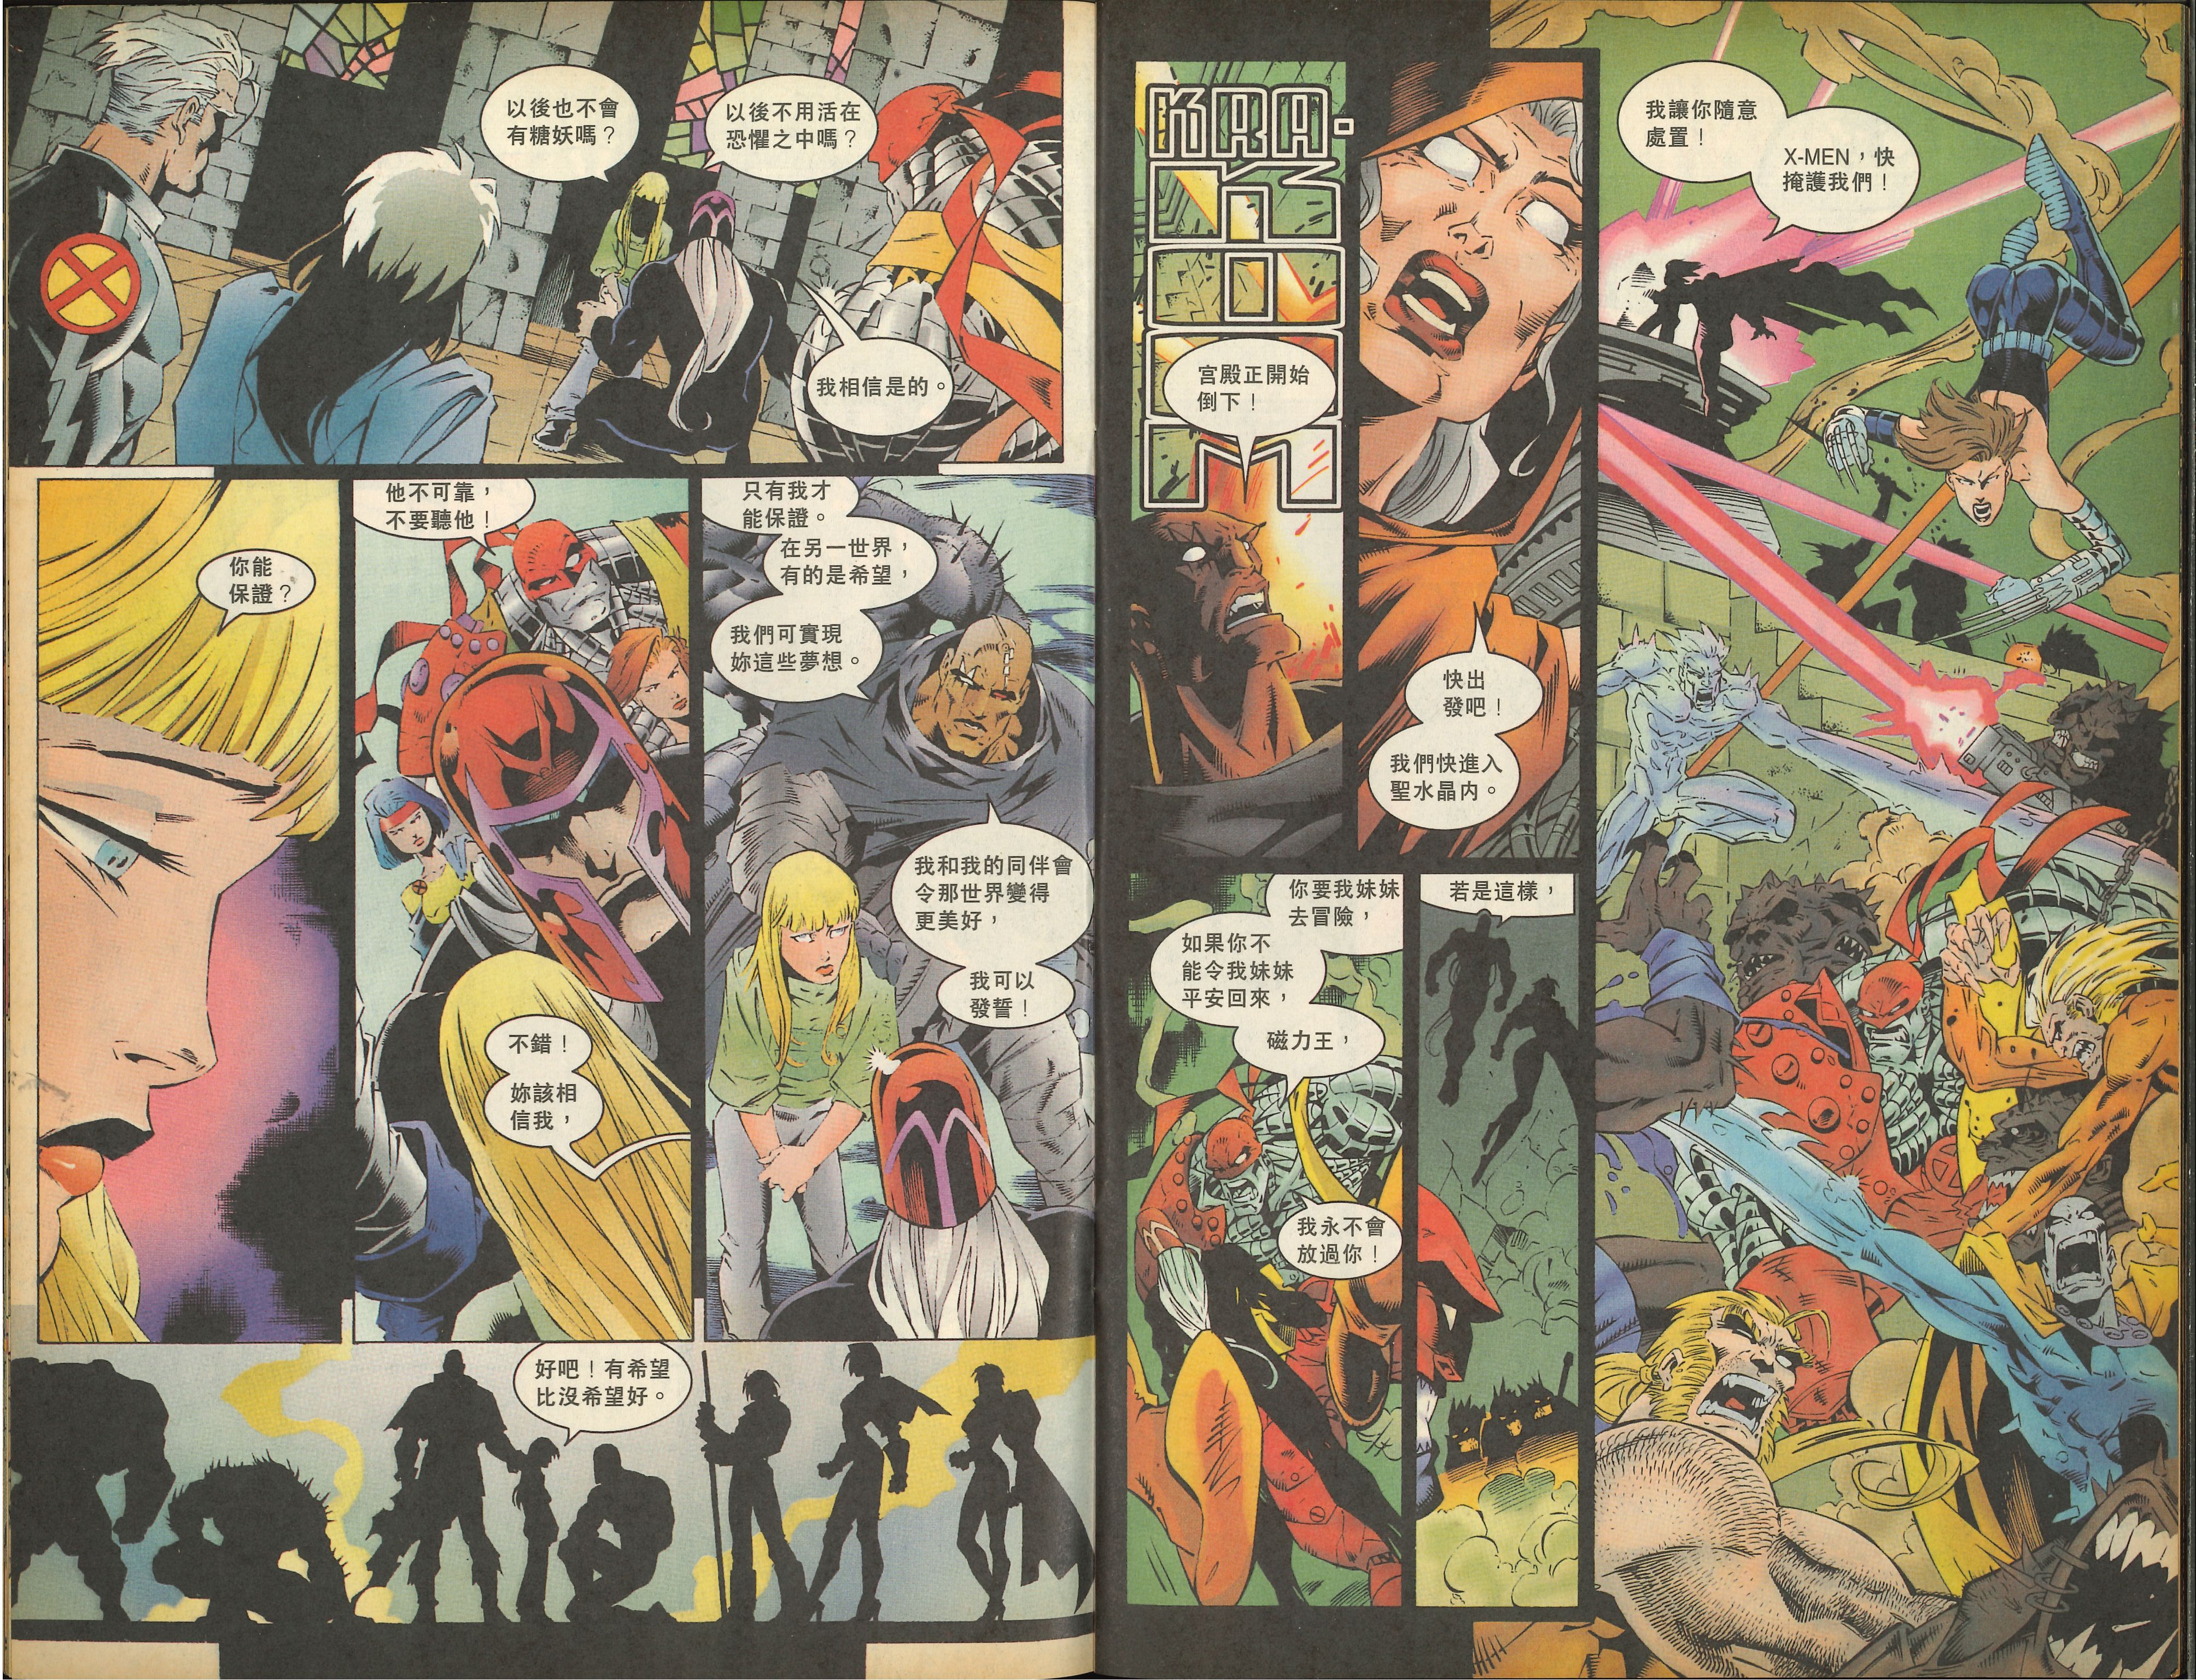 以後也不會
有糖妖嗎？
以後不用活在
恐懼之中嗎？
我相信是的。
你能
保證？
他不可靠，
不要聽他！
不錯！
妳該相
信我，
只有我才
能保證。
在另一世界，
有的是希望，
我們可實現
妳這些夢想。
我和我的同伴會
令那世界變得
更美好，
我可以
發誓！
好吧！有希望
比沒希望好。
KRA-
K
O
O
M
宮殿正開始
倒下！
快出
發吧！
我們快進入
聖水晶內。
你要我妹妹
去冒險，
如果你不
能令我妹妹
平安回來，
磁力王，
我永不會
放過你！
若是這樣，
我讓你隨意
處置！
X-MEN，快
掩護我們！